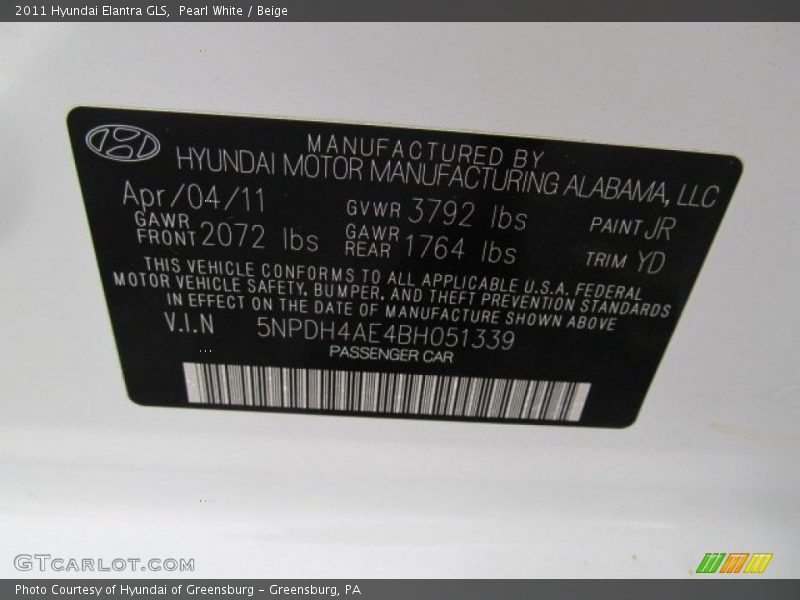 2011 Hyundai Elantra GLS,  Pearl White / Beige
MANUFACTURED BY
HYUNDAI MOTOR MANUFACTURING ALABAMA, LLC
Apr/04/11 GVWR 3792 lbs PAINT JR
GAWR FRONT 2072 lbs GAWR REAR 1764 lbs TRIM YD
THIS VEHICLE CONFORMS TO ALL APPLICABLE U.S.A. FEDERAL
MOTOR VEHICLE SAFETY, BUMPER, AND THEFT PREVENTION STANDARDS
IN EFFECT ON THE DATE OF MANUFACTURE SHOWN ABOVE
V.I.N 5NPDH4AE4BH051339
PASSENGER CAR
GTCARLOT.COM
Photo Courtesy of Hyundai of Greensburg - Greensburg, PA